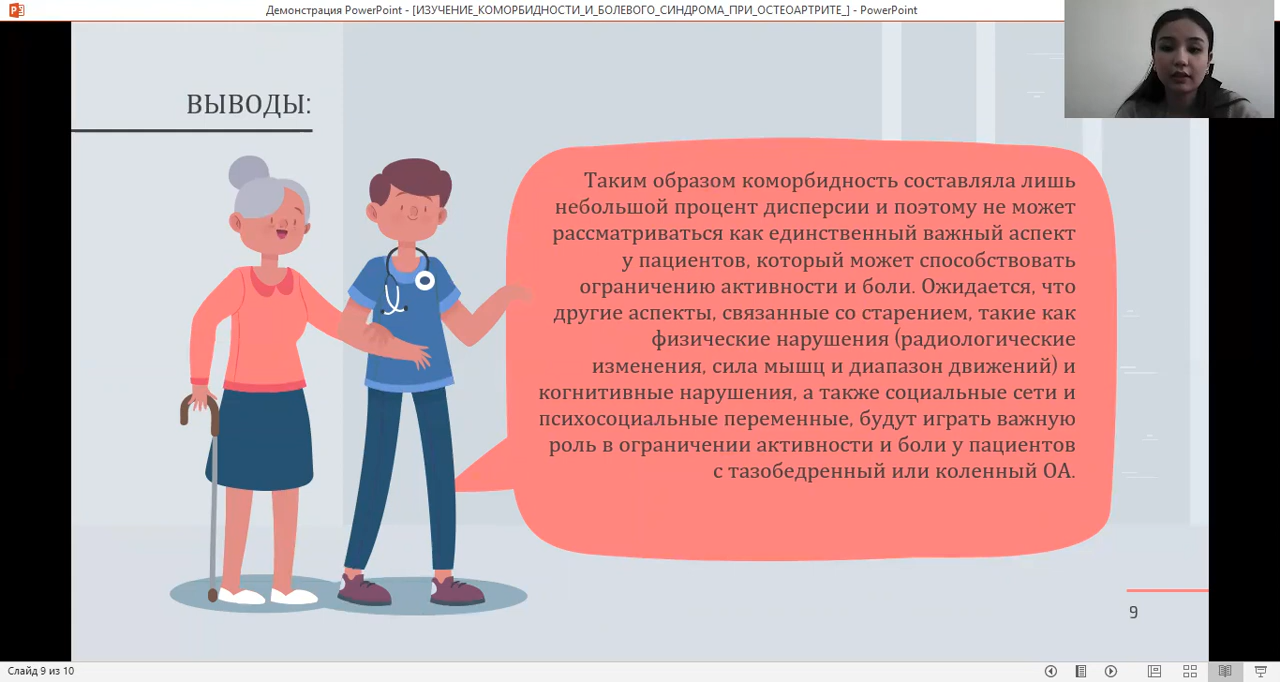 Демонстрация PowerPoint - [ИЗУЧЕНИЕ_КОМОРБИДНОСТИ_И_БОЛЕВОГО_СИНДРОМА_ПРИ_ОСТЕОАРТРИТЕ_] - PowerPoint
ВЫВОДЫ:
Таким образом коморбидность составляла лишь
небольшой процент дисперсии и поэтому не может
рассматриваться как единственный важный аспект
у пациентов, который может способствовать
ограничению активности и боли. Ожидается, что
другие аспекты, связанные со старением, такие как
физические нарушения (радиологические
изменения, сила мышц и диапазон движений) и
когнитивные нарушения, а также социальные сети и
психосоциальные переменные, будут играть важную
роль в ограничении активности и боли у пациентов
с тазобедренный или коленный ОА.
9
Слайд 9 из 10